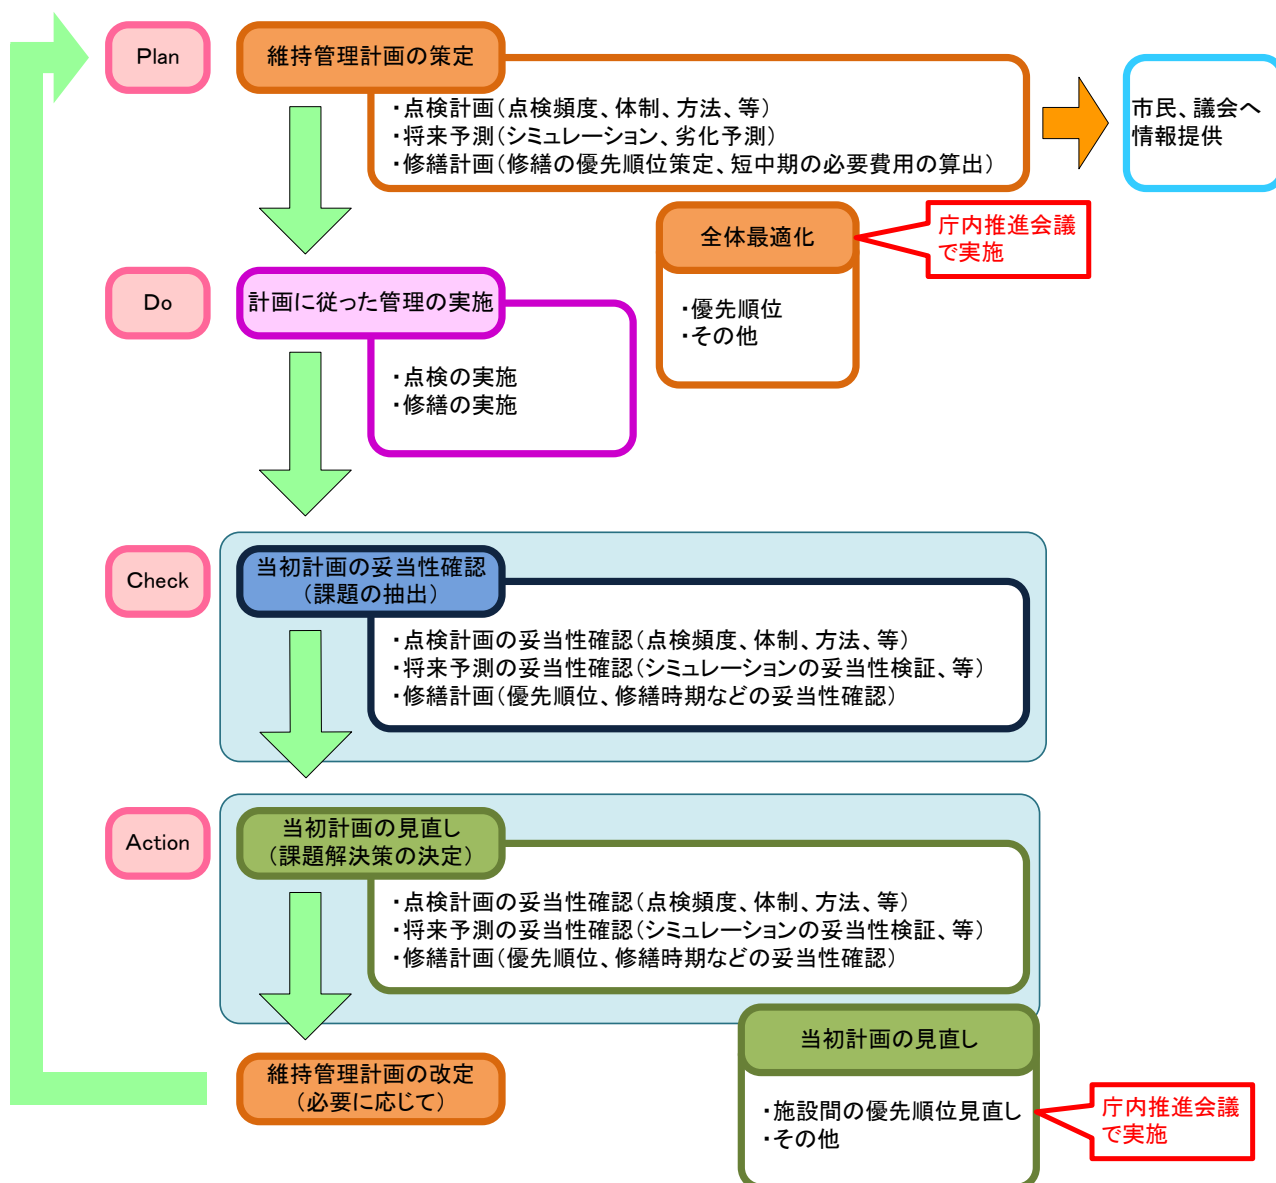 Plan
維持管理計画の策定
・点検計画（点検頻度、体制、方法、等）
・将来予測（シミュレーション、劣化予測）
・修繕計画（修繕の優先順位策定、短中期の必要費用の算出）
市民、議会へ
情報提供
全体最適化
・優先順位
・その他
庁内推進会議
で実施
Do
計画に従った管理の実施
・点検の実施
・修繕の実施
Check
当初計画の妥当性確認
（課題の抽出）
・点検計画の妥当性確認（点検頻度、体制、方法、等）
・将来予測の妥当性確認（シミュレーションの妥当性検証、等）
・修繕計画（優先順位、修繕時期などの妥当性確認）
Action
当初計画の見直し
（課題解決策の決定）
・点検計画の妥当性確認（点検頻度、体制、方法、等）
・将来予測の妥当性確認（シミュレーションの妥当性検証、等）
・修繕計画（優先順位、修繕時期などの妥当性確認）
当初計画の見直し
・施設間の優先順位見直し
・その他
庁内推進会議
で実施
維持管理計画の改定
（必要に応じて）